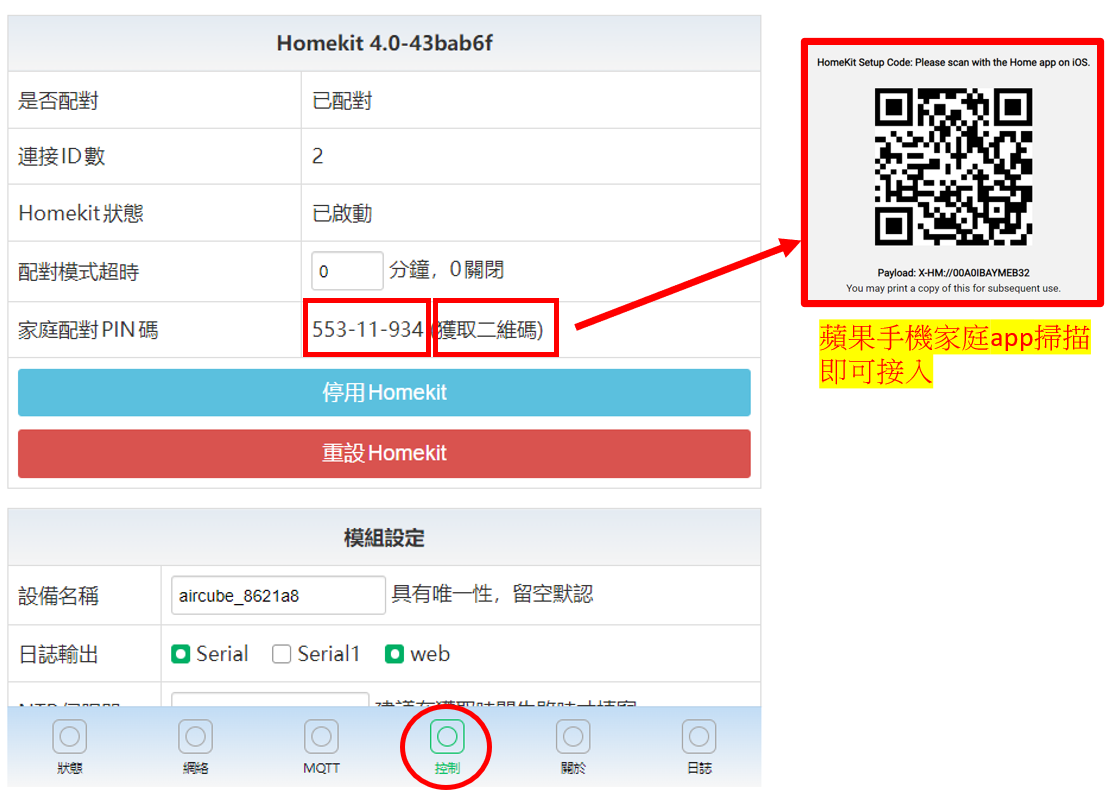 Homekit 4.0-43bab6f
是否配對 已配對
連接ID數 2
Homekit狀態 已啟動
配對模式超時 0 分鐘，0關閉
家庭配對PIN碼 553-11-934 (獲取二維碼)
停用Homekit
重設Homekit
HomeKit Setup Code: Please scan with the Home app on iOS.
Payload: X-HM://00A0IBAYMEB32
You may print a copy of this for subsequent use.
蘋果手機家庭app掃描
即可接入
模組設定
設備名稱 aircube_8621a8 具有唯一性，留空默認
日誌輸出 Serial Serial1 web
狀態 網絡 MQTT 控制 關於 日誌